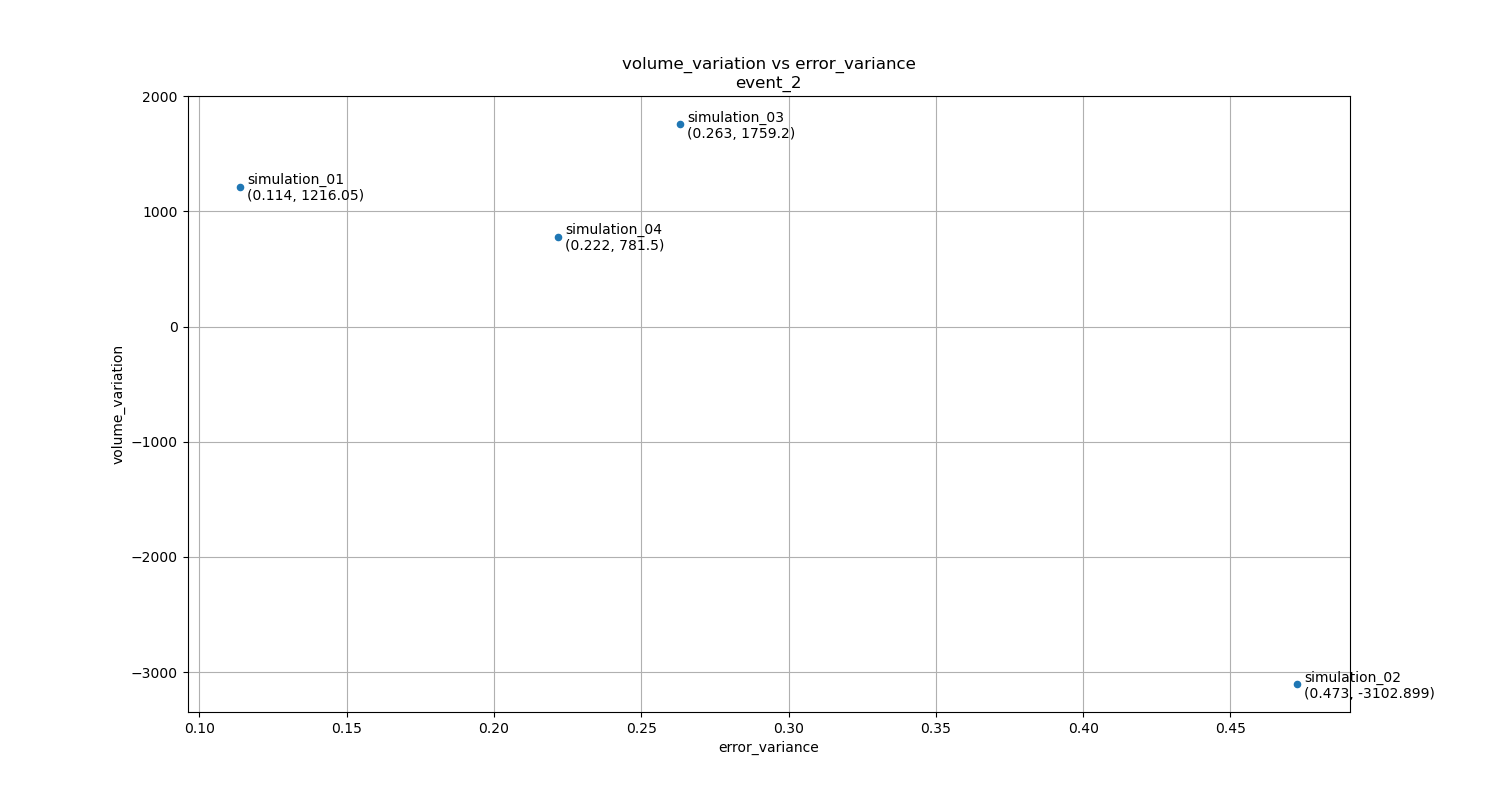 volume_variation vs error_variance
event_2
2000
simulation_03
(0.263, 1759.2)
simulation_01
(0.114, 1216.05)
1000
simulation_04
(0.222, 781.5)
0
volume_variation
−1000
−2000
−3000
simulation_02
(0.473, -3102.899)
0.10 0.15 0.20 0.25 0.30 0.35 0.40 0.45
error_variance